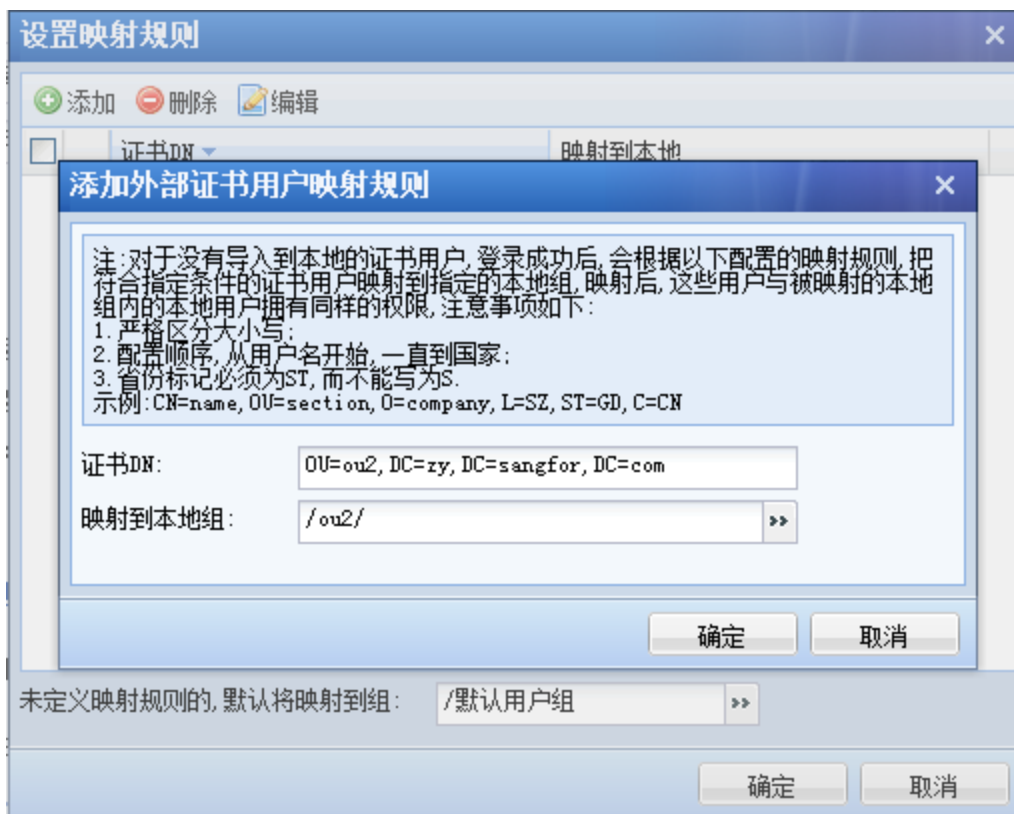 设置映射规则
添加 删除 编辑
证书DN 映射到本地
添加外部证书用户映射规则
注:对于没有导入到本地的证书用户,登录成功后,会根据以下配置的映射规则,把
符合指定条件的证书用户映射到指定的本地组,映射后,这些用户与被映射的本地
组内的本地用户拥有同样的权限,注意事项如下:
1.严格区分大小写;
2.配置顺序,从用户名开始,一直到国家;
3.省份标记必须为ST,而不能写为S.
示例:CN=name,OU=section,O=company,L=SZ,ST=GD,C=CN
证书DN: OU=ou2,DC=zy,DC=sangfor,DC=com
映射到本地组: /ou2/
确定 取消
未定义映射规则的,默认将映射到组: /默认用户组
确定 取消